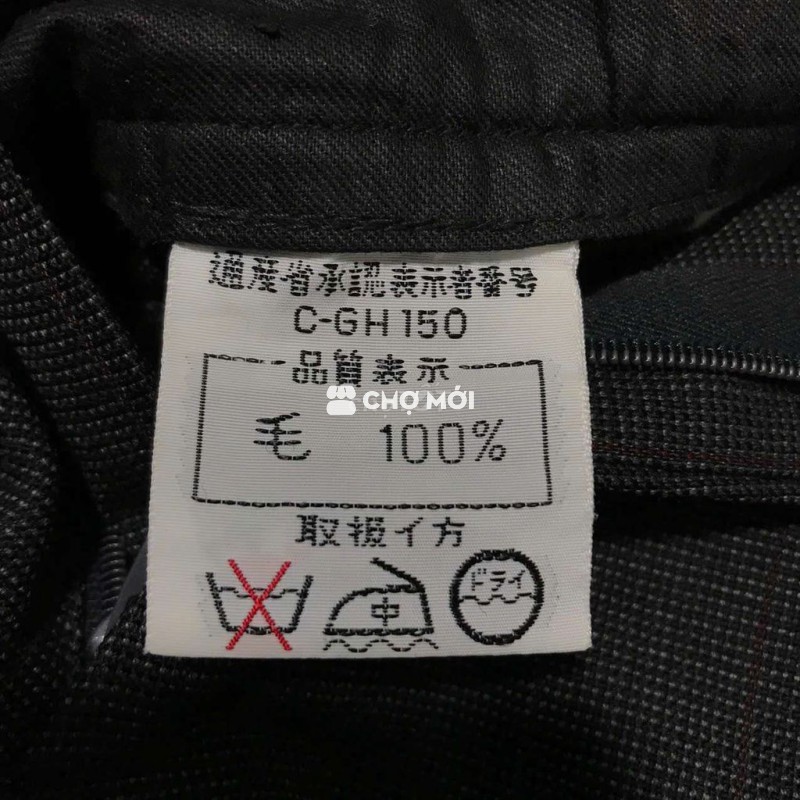 通産省承認表示者番号
C-GH150
品質表示
CHỢ MỚI
毛 100%
取扱イ方
中
ドライ